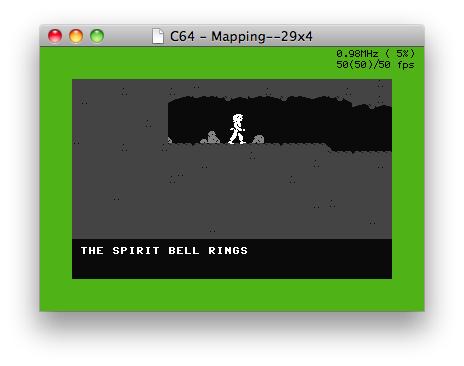 C64 - Mapping--29x4
0.98MHz ( 5%)
50(50)/50 fps
THE SPIRIT BELL RINGS